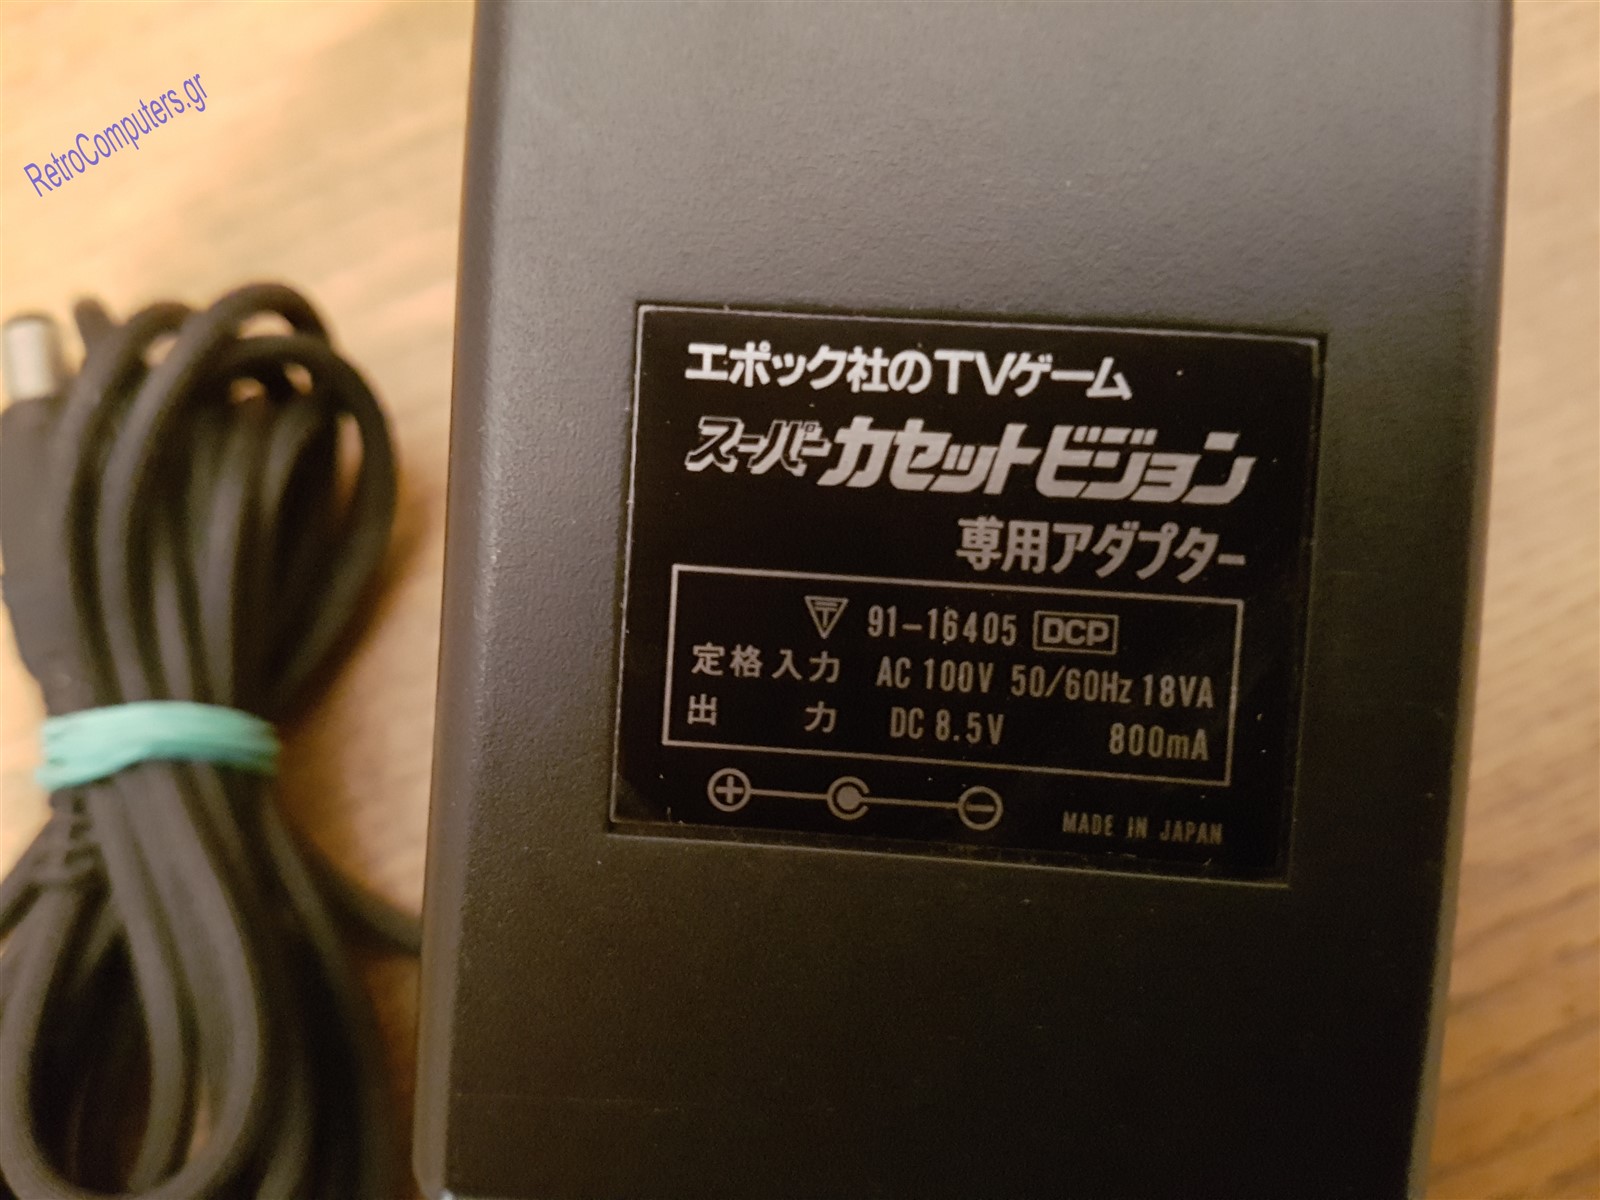 RetroComputers.gr
エポック社のTVゲーム
スーパーカセットビジョン
専用アダプター
〒 91-16405 DCP
定格入力 AC 100V 50/60Hz 18VA
出力 DC 8.5V 800mA
MADE IN JAPAN